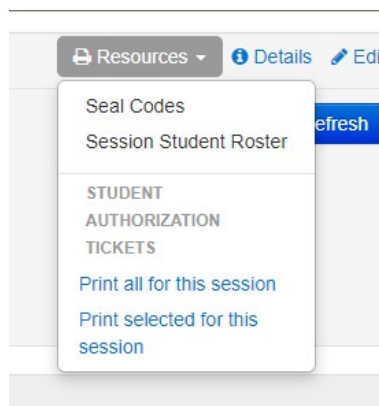 Resources Details Edi
Seal Codes
efresh
Session Student Roster
STUDENT
AUTHORIZATION
TICKETS
Print all for this session
Print selected for this
session